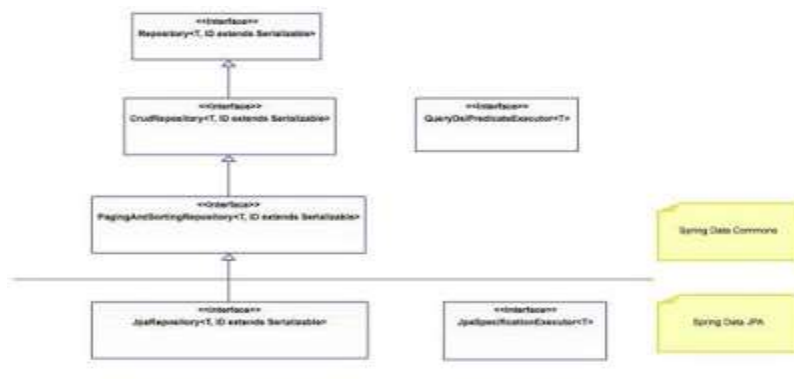 <<Interface>>
Repository<T, ID extends Serializable>
<<Interface>>
CrudRepository<T, ID extends Serializable>
<<Interface>>
QueryDslPredicateExecutor<T>
<<Interface>>
PagingAndSortingRepository<T, ID extends Serializable>
Spring Data Commons
<<Interface>>
JpaRepository<T, ID extends Serializable>
<<Interface>>
JpaSpecificationExecutor<T>
Spring Data JPA